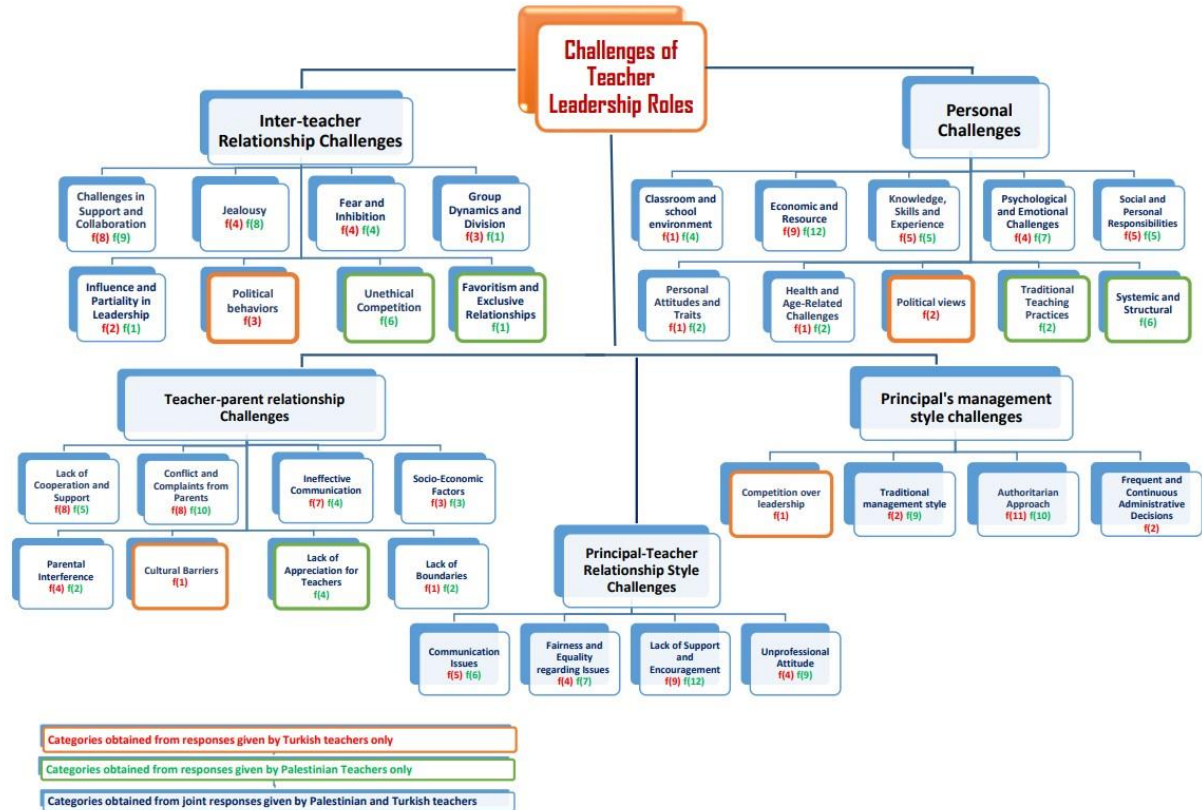 Challenges of
Teacher
Leadership Roles
Inter-teacher
Relationship Challenges
Challenges in
Support and
Collaboration
f(8) f(9)
Jealousy
f(4) f(8)
Fear and
Inhibition
f(4) f(4)
Group
Dynamics and
Division
f(3) f(1)
Influence and
Partiality in
Leadership
f(2) f(1)
Political
behaviors
f(3)
Unethical
Competition
f(6)
Favoritism and
Exclusive
Relationships
f(1)
Personal
Challenges
Classroom and
school
environment
f(1) f(4)
Economic and
Resource
f(9) f(12)
Knowledge,
Skills and
Experience
f(5) f(5)
Psychological
and Emotional
Challenges
f(4) f(7)
Social and
Personal
Responsibilities
f(5) f(5)
Personal
Attitudes and
Traits
f(1) f(2)
Health and
Age-Related
Challenges
f(1) f(2)
Political views
f(2)
Traditional
Teaching
Practices
f(2)
Systemic and
Structural
f(6)
Teacher-parent relationship
Challenges
Lack of
Cooperation and
Support
f(8) f(5)
Conflict and
Complaints from
Parents
f(8) f(10)
Ineffective
Communication
f(7) f(4)
Socio-Economic
Factors
f(3) f(3)
Parental
Interference
f(4) f(2)
Cultural Barriers
f(1)
Lack of
Appreciation for
Teachers
f(4)
Lack of
Boundaries
f(1) f(2)
Principal-Teacher
Relationship Style
Challenges
Communication
Issues
f(5) f(6)
Fairness and
Equality
regarding Issues
f(4) f(7)
Lack of Support
and
Encouragement
f(9) f(12)
Unprofessional
Attitude
f(4) f(9)
Principal's management
style challenges
Competition over
leadership
f(1)
Traditional
management style
f(2) f(9)
Authoritarian
Approach
f(11) f(10)
Frequent and
Continuous
Administrative
Decisions
f(2)
Categories obtained from responses given by Turkish teachers only
Categories obtained from responses given by Palestinian Teachers only
Categories obtained from joint responses given by Palestinian and Turkish teachers